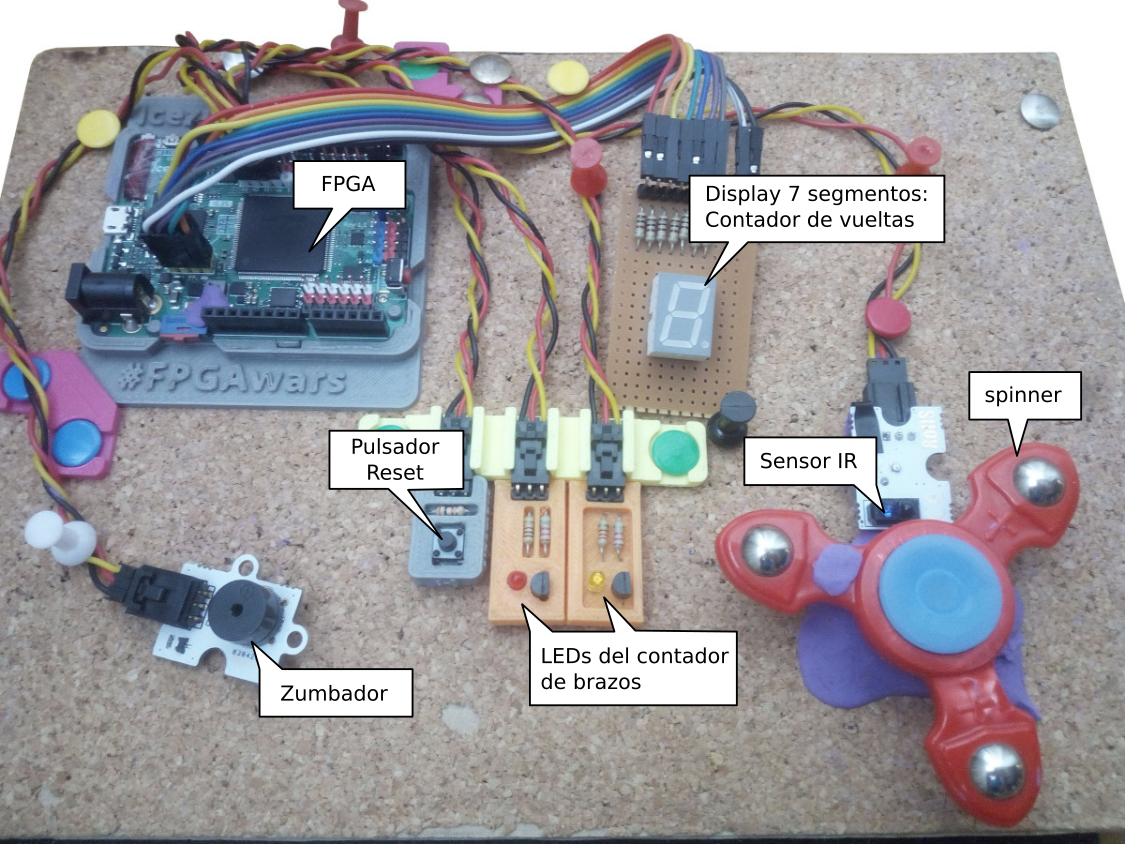 Icez
FPGA
Display 7 segmentos:
Contador de vueltas
#FPGAwars
spinner
Pulsador
Reset
Sensor IR
LEDs del contador
de brazos
Zumbador